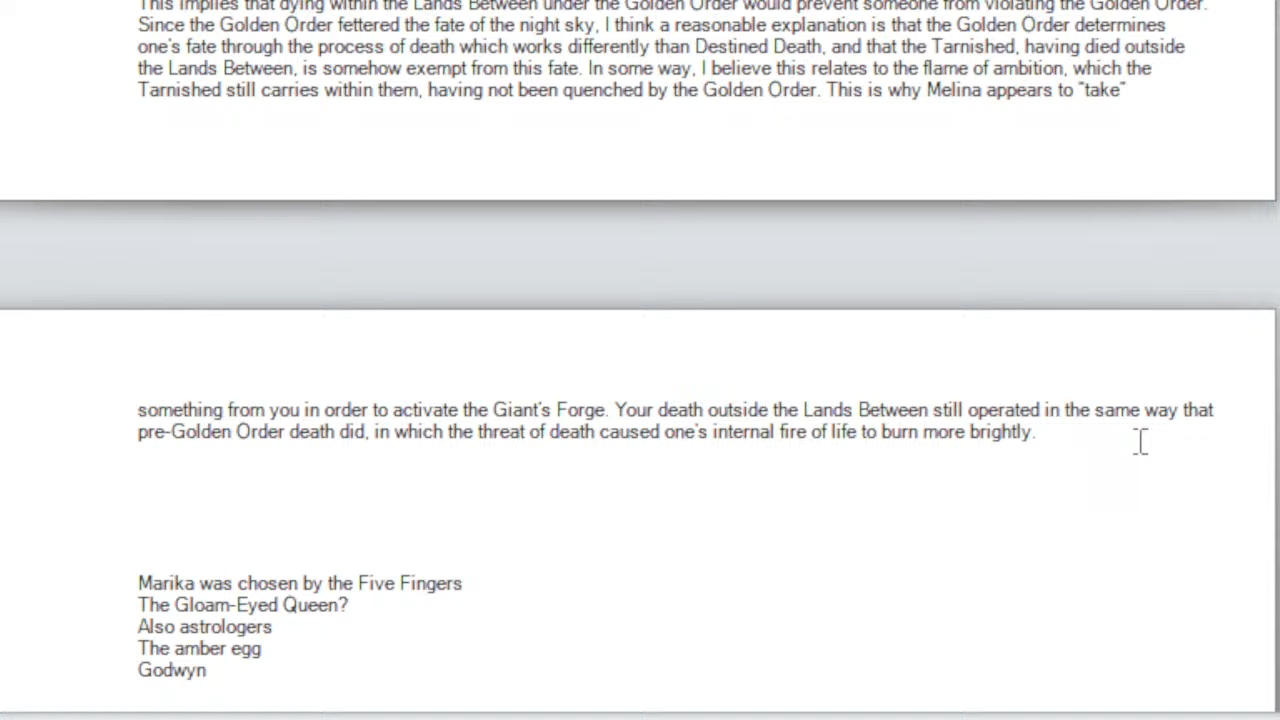 This implies that dying within the Lands Between under the Golden Order would prevent someone from violating the Golden Order.
Since the Golden Order fettered the fate of the night sky, I think a reasonable explanation is that the Golden Order determines
one's fate through the process of death which works differently than Destined Death, and that the Tarnished, having died outside
the Lands Between, is somehow exempt from this fate. In some way, I believe this relates to the flame of ambition, which the
Tarnished still carries within them, having not been quenched by the Golden Order. This is why Melina appears to "take"
something from you in order to activate the Giant's Forge. Your death outside the Lands Between still operated in the same way that
pre-Golden Order death did, in which the threat of death caused one's internal fire of life to burn more brightly.
Marika was chosen by the Five Fingers
The Gloam-Eyed Queen?
Also astrologers
The amber egg
Godwyn